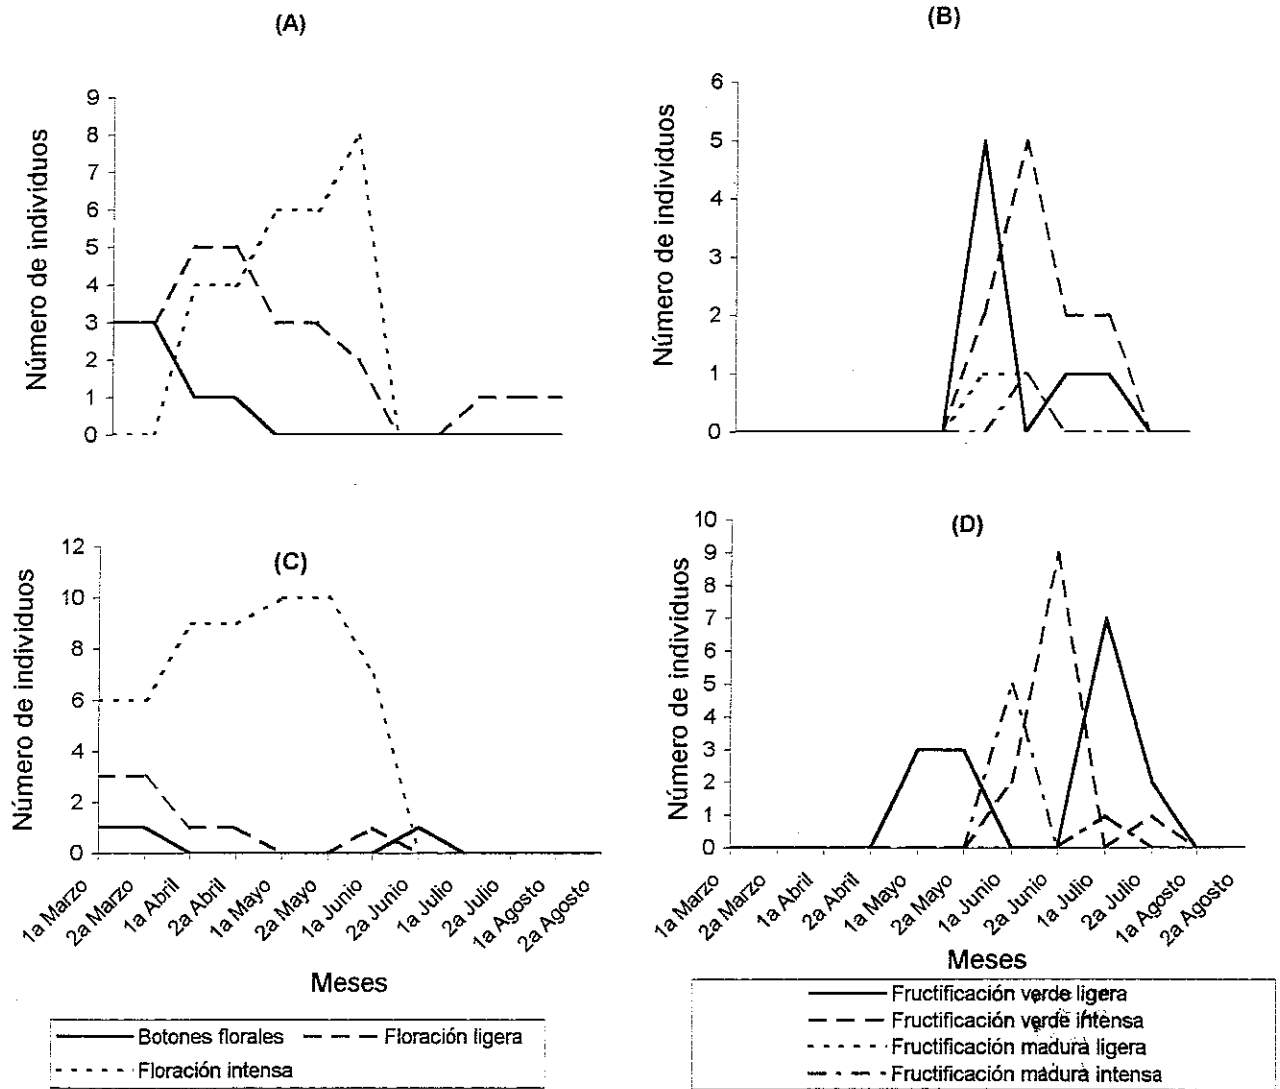 (A)
Número de individuos
9
8
7
6
5
4
3
2
1
0
(B)
Número de individuos
6
5
4
3
2
1
0
(C)
Número de individuos
12
10
8
6
4
2
0
1a Marzo
2a Marzo
1a Abril
2a Abril
1a Mayo
2a Mayo
1a Junio
2a Junio
1a Julio
2a Julio
1a Agosto
2a Agosto
Meses
Botones florales
Floración ligera
Floración intensa
(D)
Número de individuos
10
9
8
7
6
5
4
3
2
1
0
1a Marzo
2a Marzo
1a Abril
2a Abril
1a Mayo
2a Mayo
1a Junio
2a Junio
1a Julio
2a Julio
1a Agosto
2a Agosto
Meses
Fructificación verde ligera
Fructificación verde intensa
Fructificación madura ligera
Fructificación madura intensa